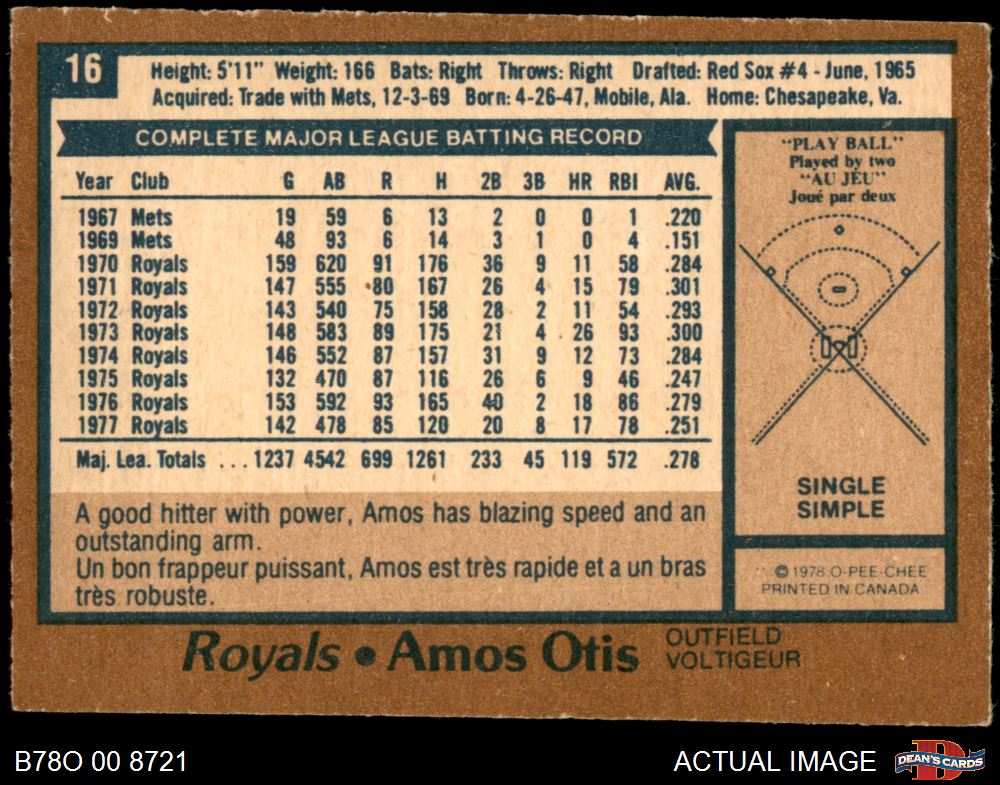 16
Height: 5'11" Weight: 166 Bats: Right Throws: Right Drafted: Red Sox #4 - June, 1965
Acquired: Trade with Mets, 12-3-69 Born: 4-26-47, Mobile, Ala. Home: Chesapeake, Va.
COMPLETE MAJOR LEAGUE BATTING RECORD
Year Club G AB R H 2B 3B HR RBI AVG.
1967 Mets 19 59 6 13 2 0 0 1 .220
1969 Mets 48 93 6 14 3 1 0 4 .151
1970 Royals 159 620 91 176 36 9 11 58 .284
1971 Royals 147 555 80 167 26 4 15 79 .301
1972 Royals 143 540 75 158 28 2 11 54 .293
1973 Royals 148 583 89 175 21 4 26 93 .300
1974 Royals 146 552 87 157 31 9 12 73 .284
1975 Royals 132 470 87 116 26 6 9 46 .247
1976 Royals 153 592 93 165 40 2 18 86 .279
1977 Royals 142 478 85 120 20 8 17 78 .251
Maj. Lea. Totals ... 1237 4542 699 1261 233 45 119 572 .278
A good hitter with power, Amos has blazing speed and an
outstanding arm.
Un bon frappeur puissant, Amos est très rapide et a un bras
très robuste.
"PLAY BALL"
Played by two
"AU JEU"
Joué par deux
SINGLE
SIMPLE
© 1978 O-PEE-CHEE
PRINTED IN CANADA
Royals • Amos Otis
OUTFIELD
VOLTIGEUR
B78O 00 8721
ACTUAL IMAGE
D
DEAN'S CARDS